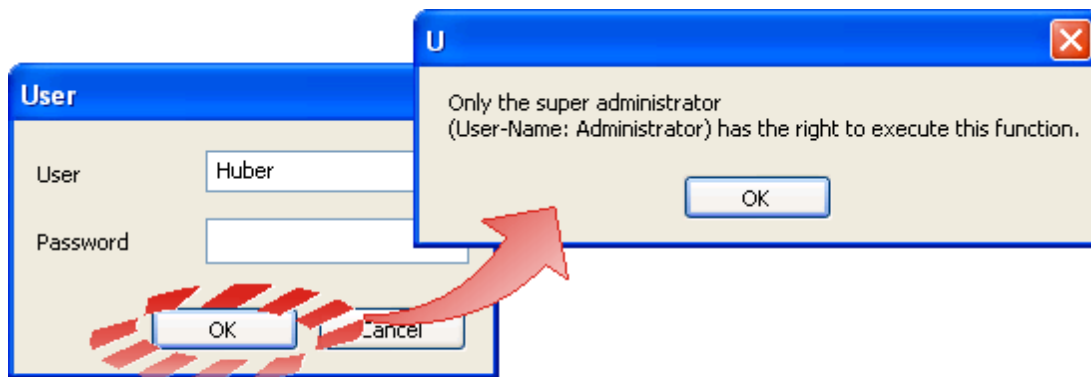 User
User
Huber
Password
OK
Cancel
U
Only the super administrator
(User-Name: Administrator) has the right to execute this function.
OK